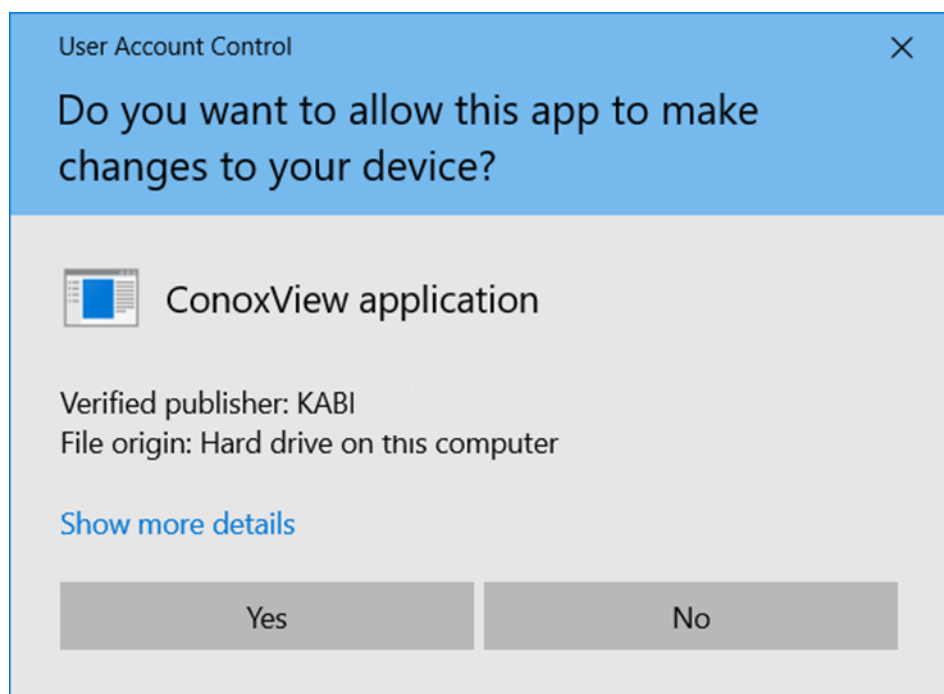 User Account Control
Do you want to allow this app to make
changes to your device?
ConoxView application
Verified publisher: KABI
File origin: Hard drive on this computer
Show more details
Yes
No